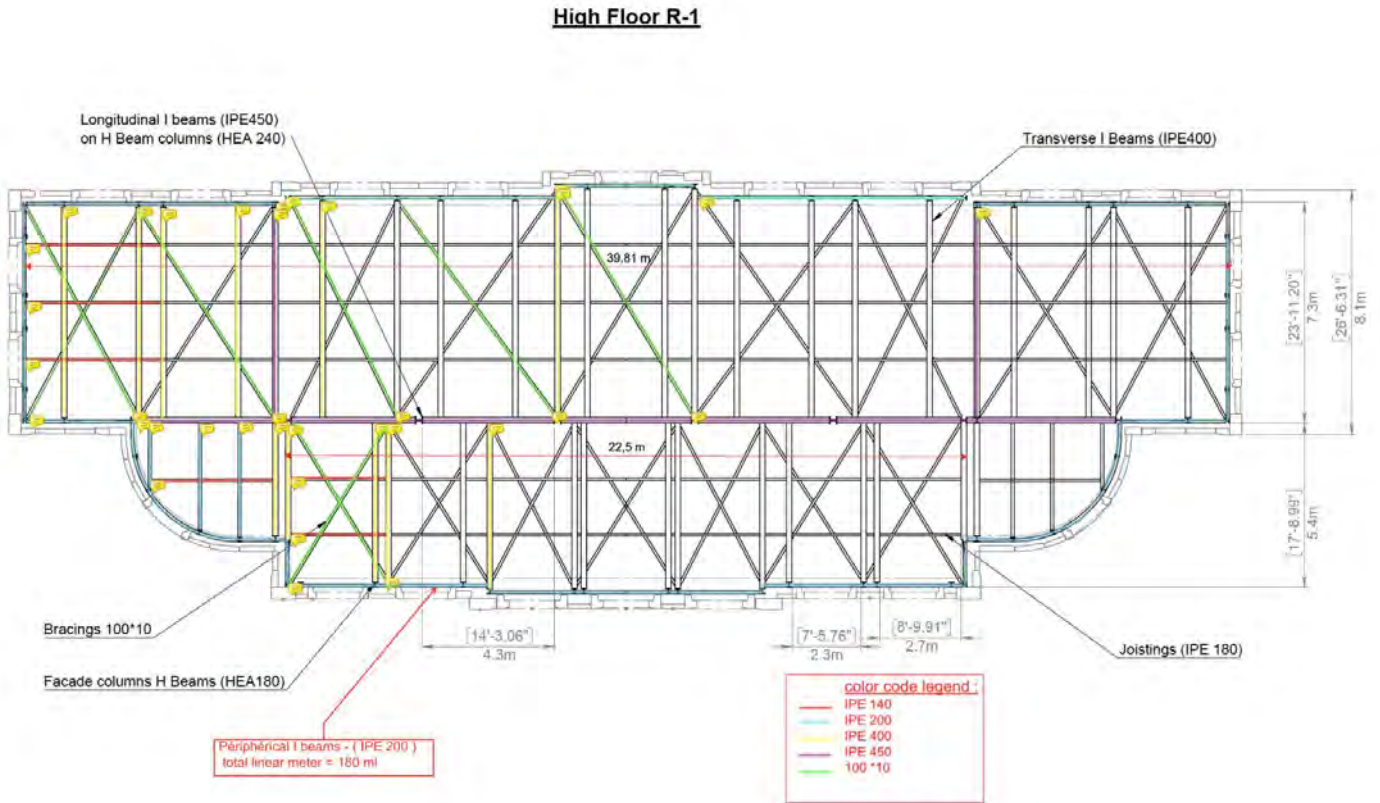 High Floor R-1
Longitudinal I beams (IPE450)
on H Beam columns (HEA 240)
Transverse I Beams (IPE400)
39,81 m
[23'-11.20"]
7.3m
[26'-6.31"]
8.1m
22,5 m
[17'-8.99"]
5.4m
Bracings 100*10
[14'-3.06"]
4.3m
[7'-5.76"]
2.3m
[8'-9.91"]
2.7m
Joistings (IPE 180)
Facade columns H Beams (HEA180)
Périphérical I beams - ( IPE 200 )
total linear meter = 180 ml
color code legend :
IPE 140
IPE 200
IPE 400
IPE 450
100 *10